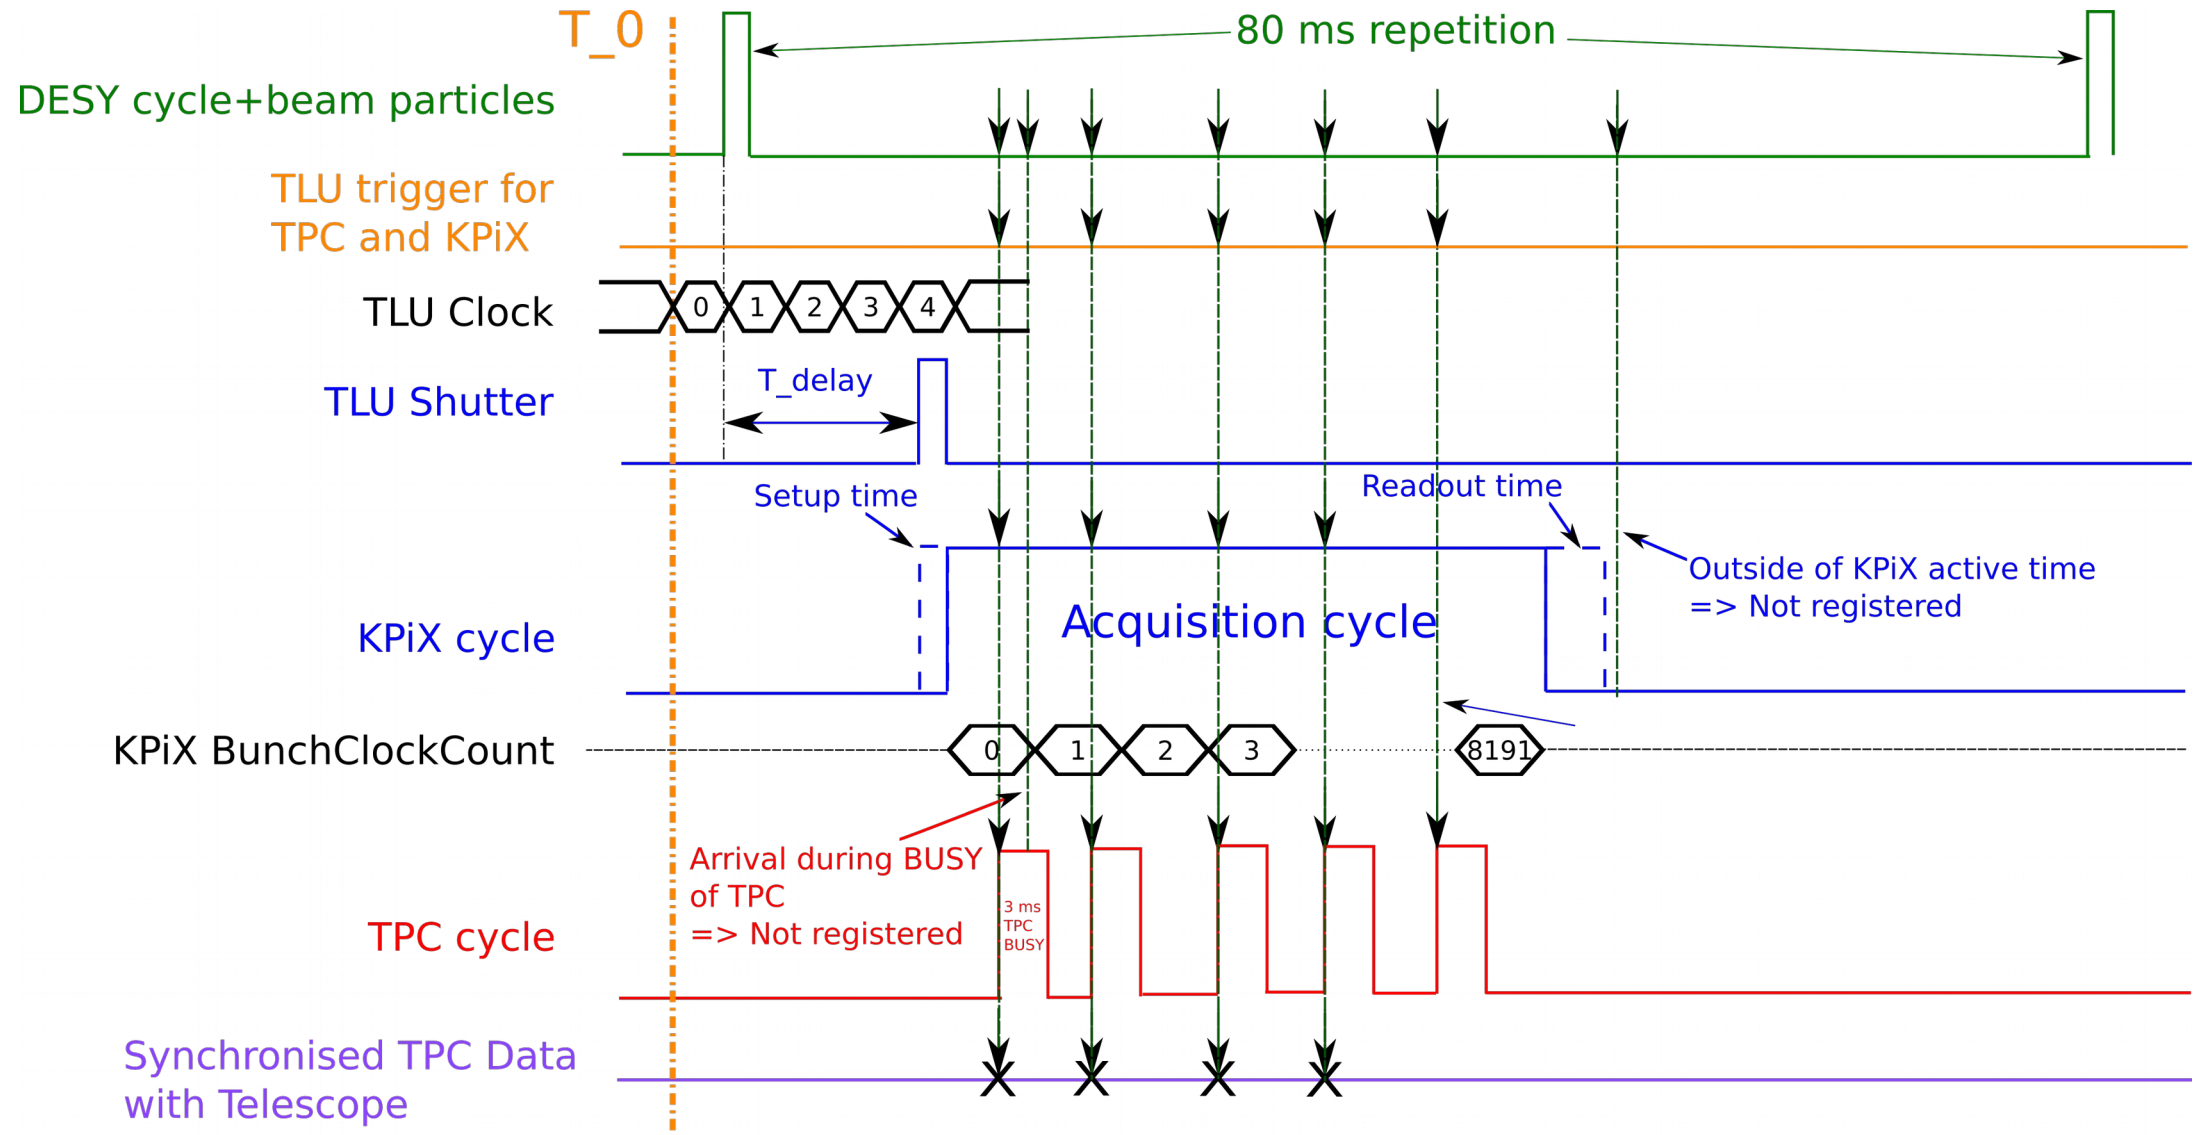 T_0
80 ms repetition
DESY cycle+beam particles
TLU trigger for
TPC and KPiX
TLU Clock
0 1 2 3 4
TLU Shutter
T_delay
Setup time
Readout time
Outside of KPiX active time
=> Not registered
KPiX cycle
Acquisition cycle
KPiX BunchClockCount
0 1 2 3 8191
Arrival during BUSY
of TPC
=> Not registered
3 ms
TPC
BUSY
TPC cycle
Synchronised TPC Data
with Telescope
X X X X